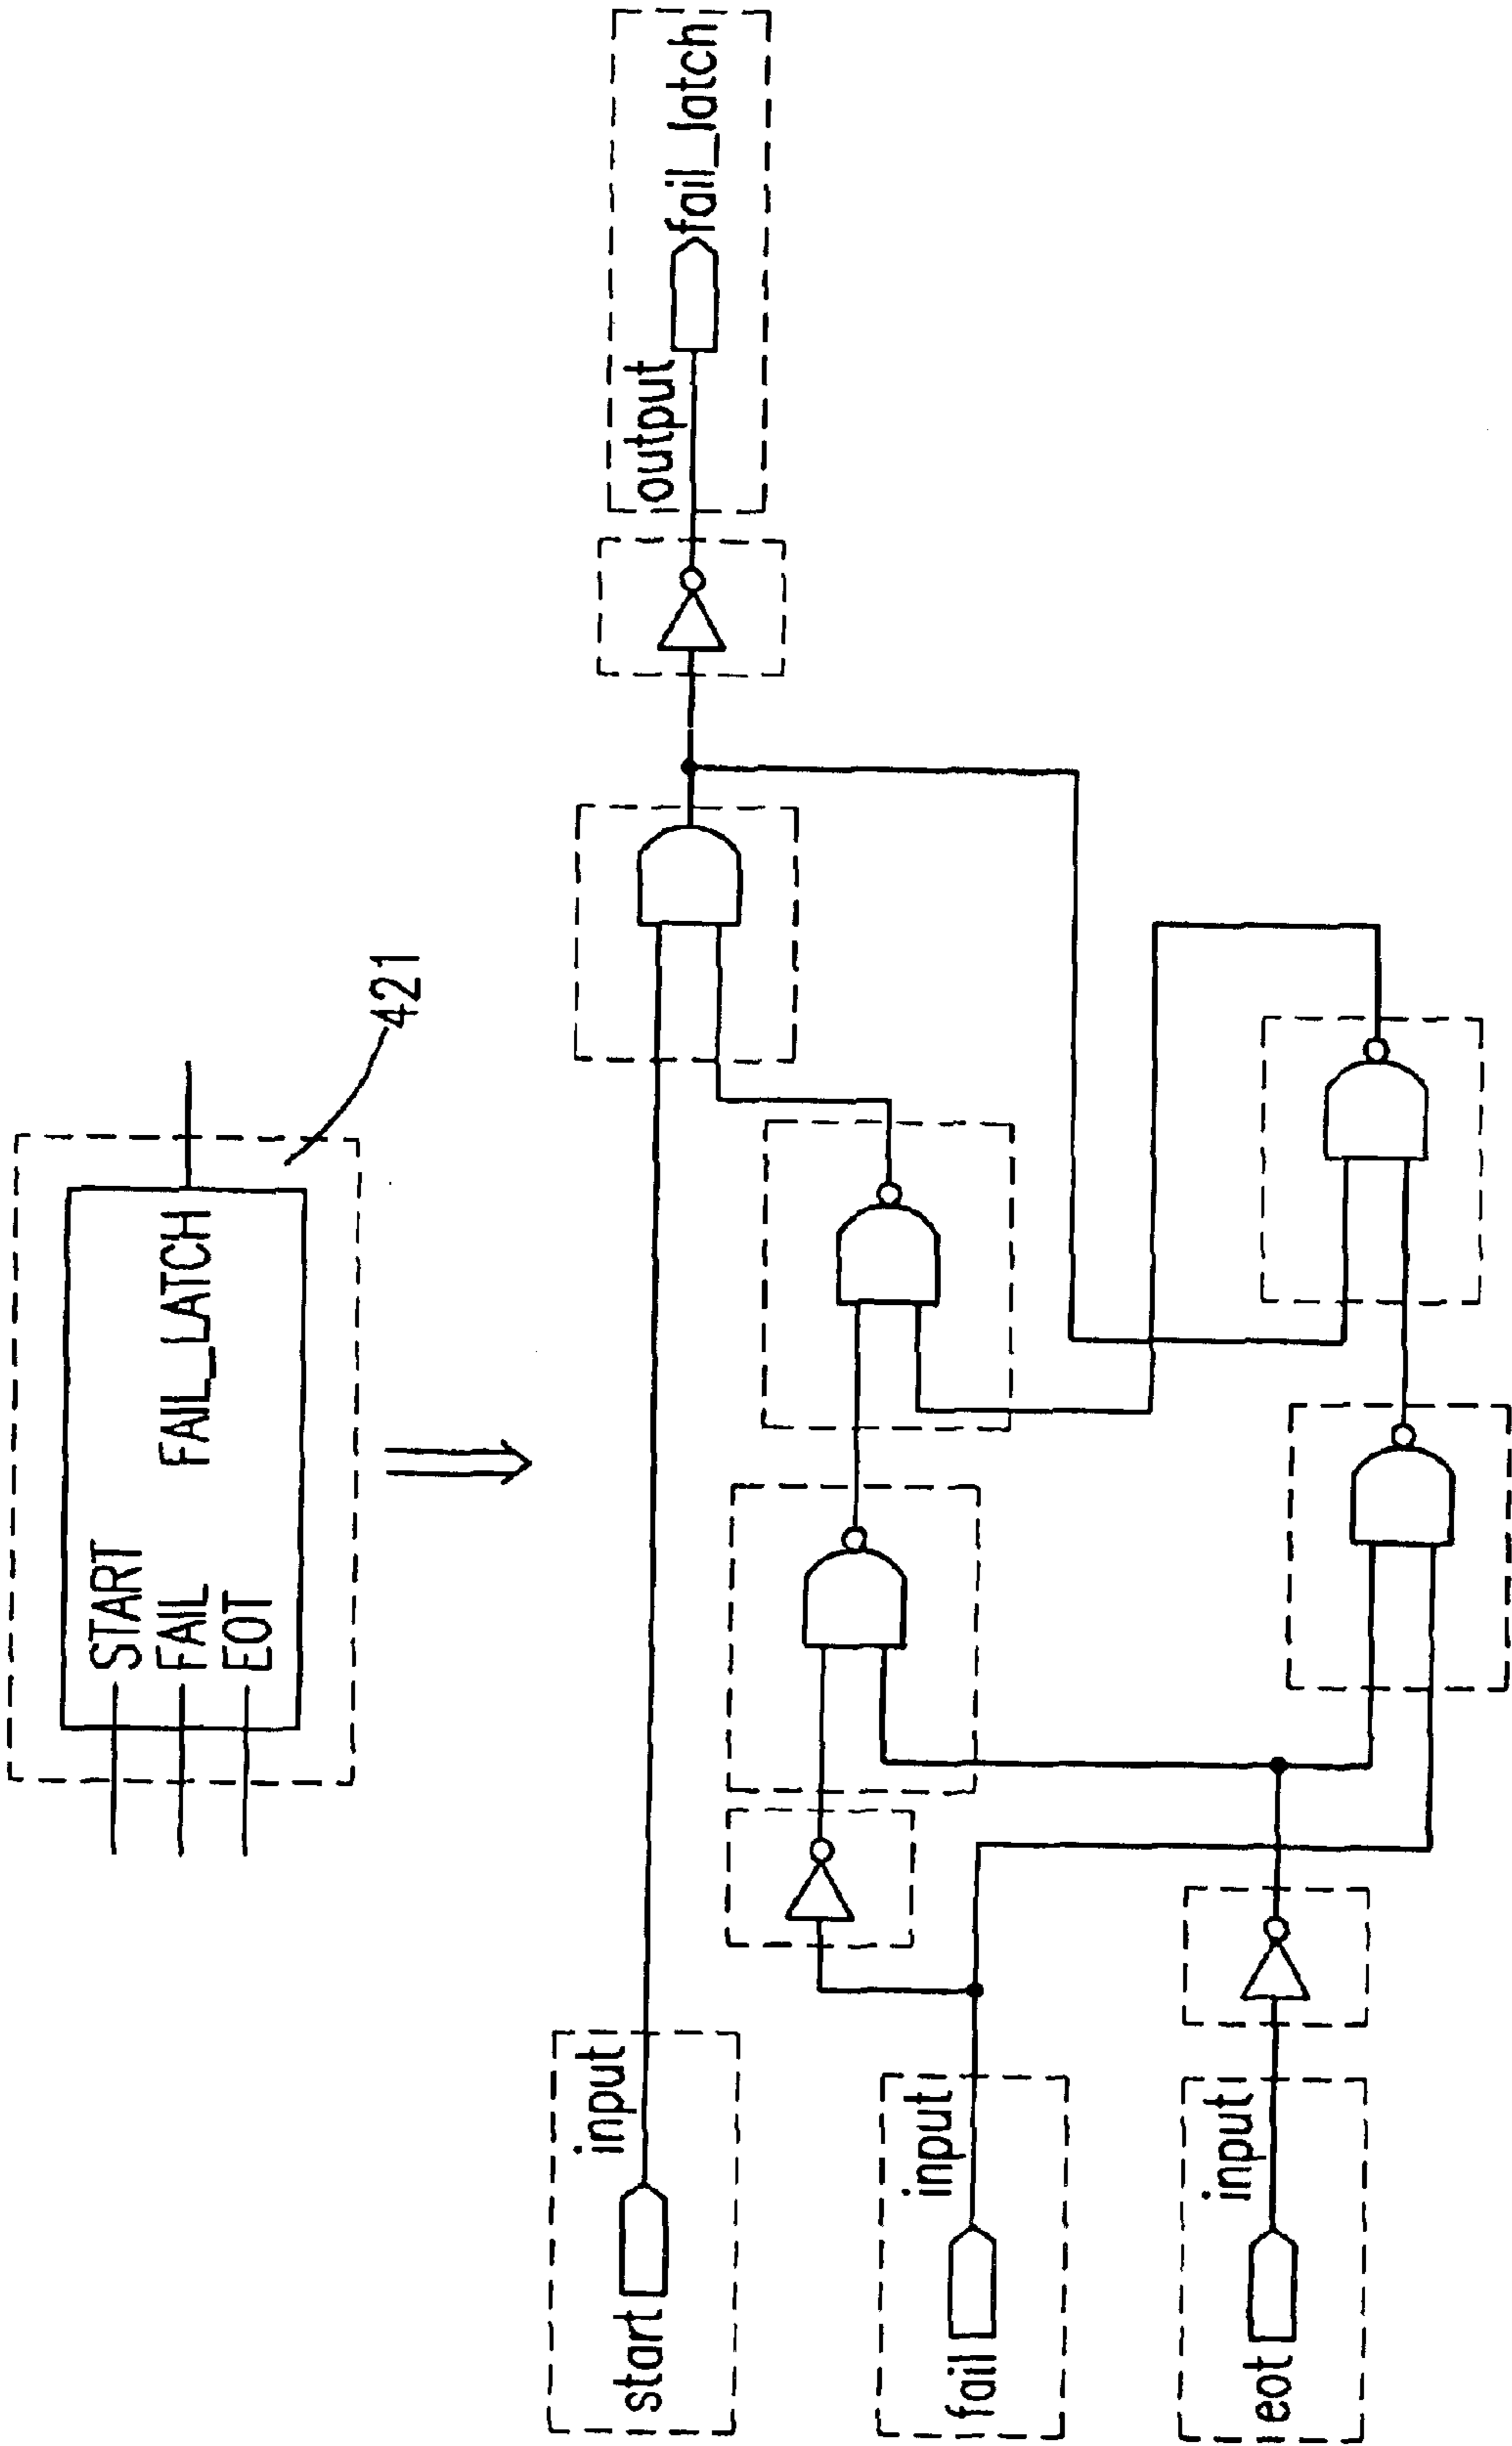 START
FAIL FAIL_LATCH
EOT
421
start input
output fail_latch
fail input
eot input